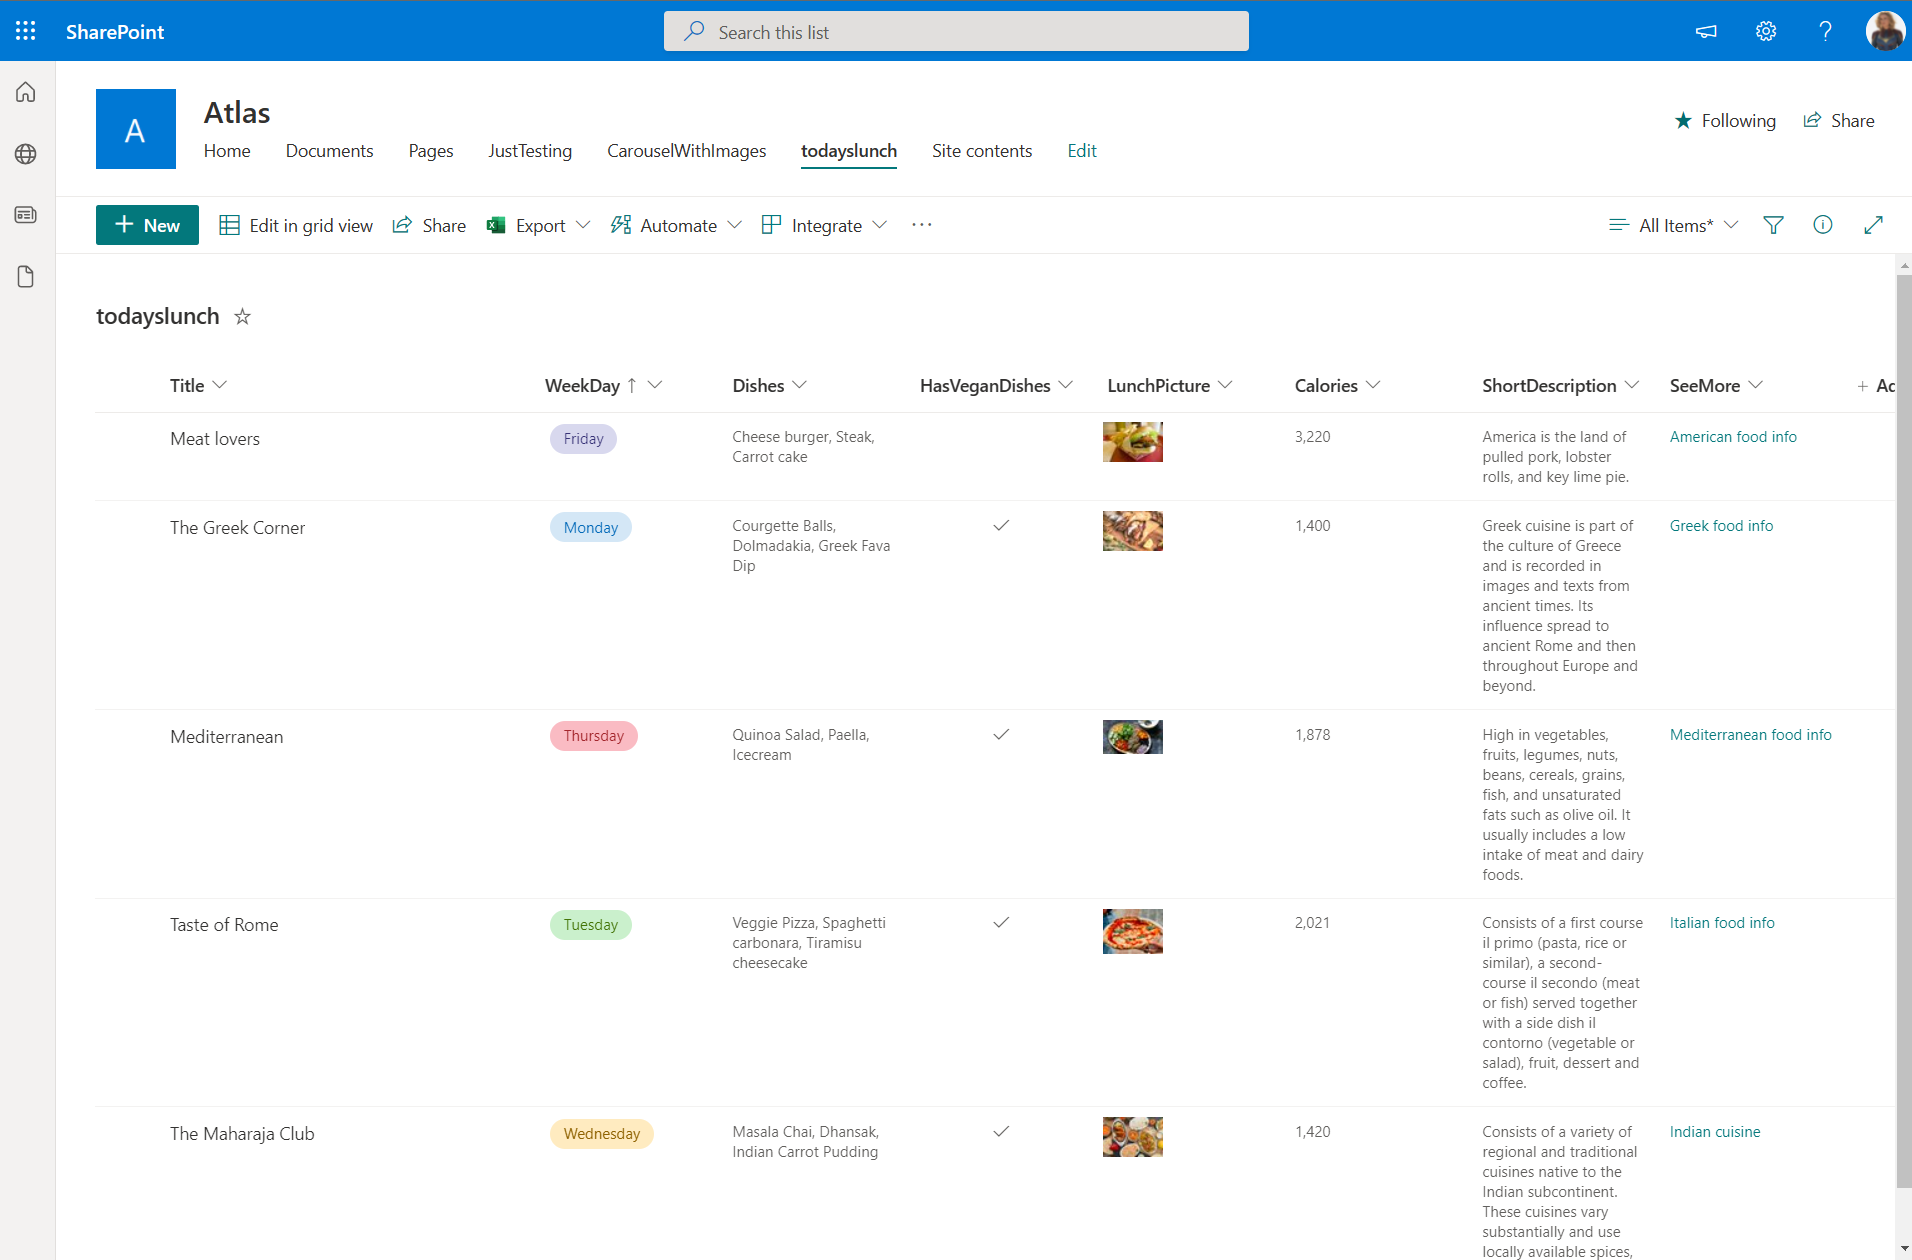 SharePoint
Search this list
A
Atlas
Following
Share
Home
Documents
Pages
JustTesting
CarouselWithImages
todayslunch
Site contents
Edit
New
Edit in grid view
Share
Export
Automate
Integrate
All Items*
todayslunch
Title
WeekDay
Dishes
HasVeganDishes
LunchPicture
Calories
ShortDescription
SeeMore
Meat lovers
Friday
Cheese burger, Steak,
Carrot cake
3,220
America is the land of
pulled pork, lobster
rolls, and key lime pie.
American food info
The Greek Corner
Monday
Courgette Balls,
Dolmadakia, Greek Fava
Dip
1,400
Greek cuisine is part of
the culture of Greece
and is recorded in
images and texts from
ancient times. Its
influence spread to
ancient Rome and then
throughout Europe and
beyond.
Greek food info
Mediterranean
Thursday
Quinoa Salad, Paella,
Icecream
1,878
High in vegetables,
fruits, legumes, nuts,
beans, cereals, grains,
fish, and unsaturated
fats such as olive oil. It
usually includes a low
intake of meat and dairy
foods.
Mediterranean food info
Taste of Rome
Tuesday
Veggie Pizza, Spaghetti
carbonara, Tiramisu
cheesecake
2,021
Consists of a first course
il primo (pasta, rice or
similar), a second-
course il secondo (meat
or fish) served together
with a side dish il
contorno (vegetable or
salad), fruit, dessert and
coffee.
Italian food info
The Maharaja Club
Wednesday
Masala Chai, Dhansak,
Indian Carrot Pudding
1,420
Consists of a variety of
regional and traditional
cuisines native to the
Indian subcontinent.
These cuisines vary
substantially and use
locally available spices,
Indian cuisine